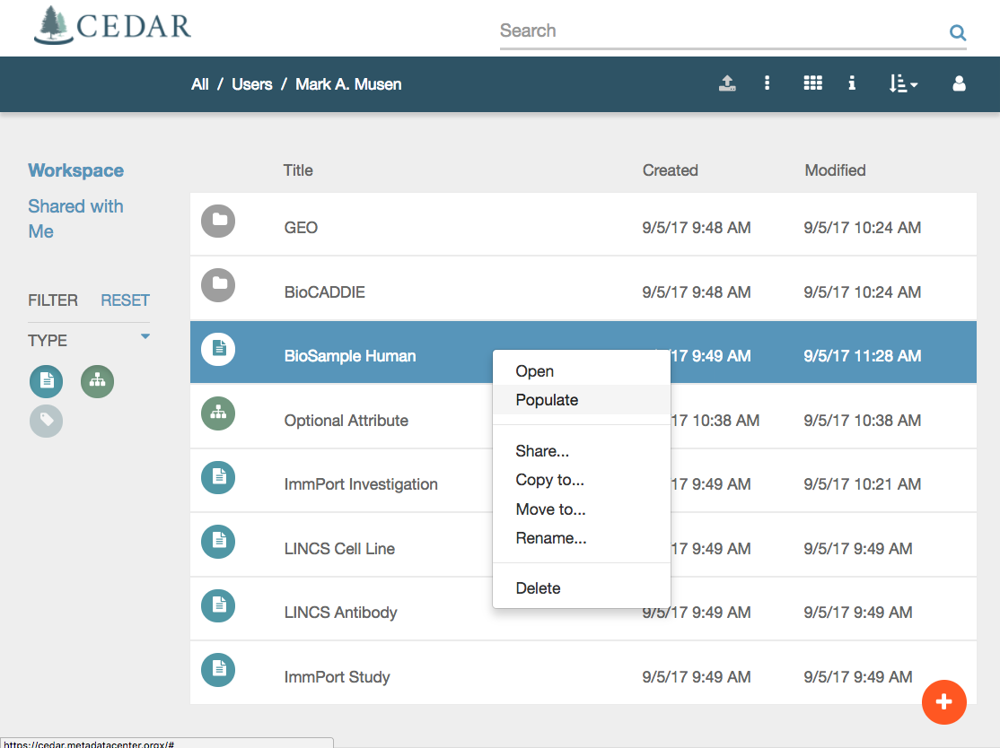 CEDAR
Search
All / Users / Mark A. Musen
Workspace
Shared with
Me
FILTER RESET
TYPE
Title Created Modified
GEO 9/5/17 9:48 AM 9/5/17 10:24 AM
BioCADDIE 9/5/17 9:48 AM 9/5/17 10:24 AM
BioSample Human 17 9:49 AM 9/5/17 11:28 AM
Optional Attribute 17 10:38 AM 9/5/17 10:38 AM
ImmPort Investigation 17 9:49 AM 9/5/17 10:21 AM
LINCS Cell Line 17 9:49 AM 9/5/17 9:49 AM
LINCS Antibody 9/5/17 9:49 AM 9/5/17 9:49 AM
ImmPort Study 9/5/17 9:49 AM 9/5/17 9:49 AM
Open
Populate
Share...
Copy to...
Move to...
Rename...
Delete
https://cedar.metadatacenter.orgx/#